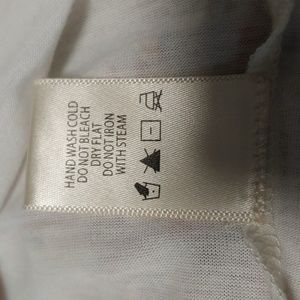 HAND WASH COLD
DO NOT BLEACH
DRY FLAT
DO NOT IRON
WITH STEAM